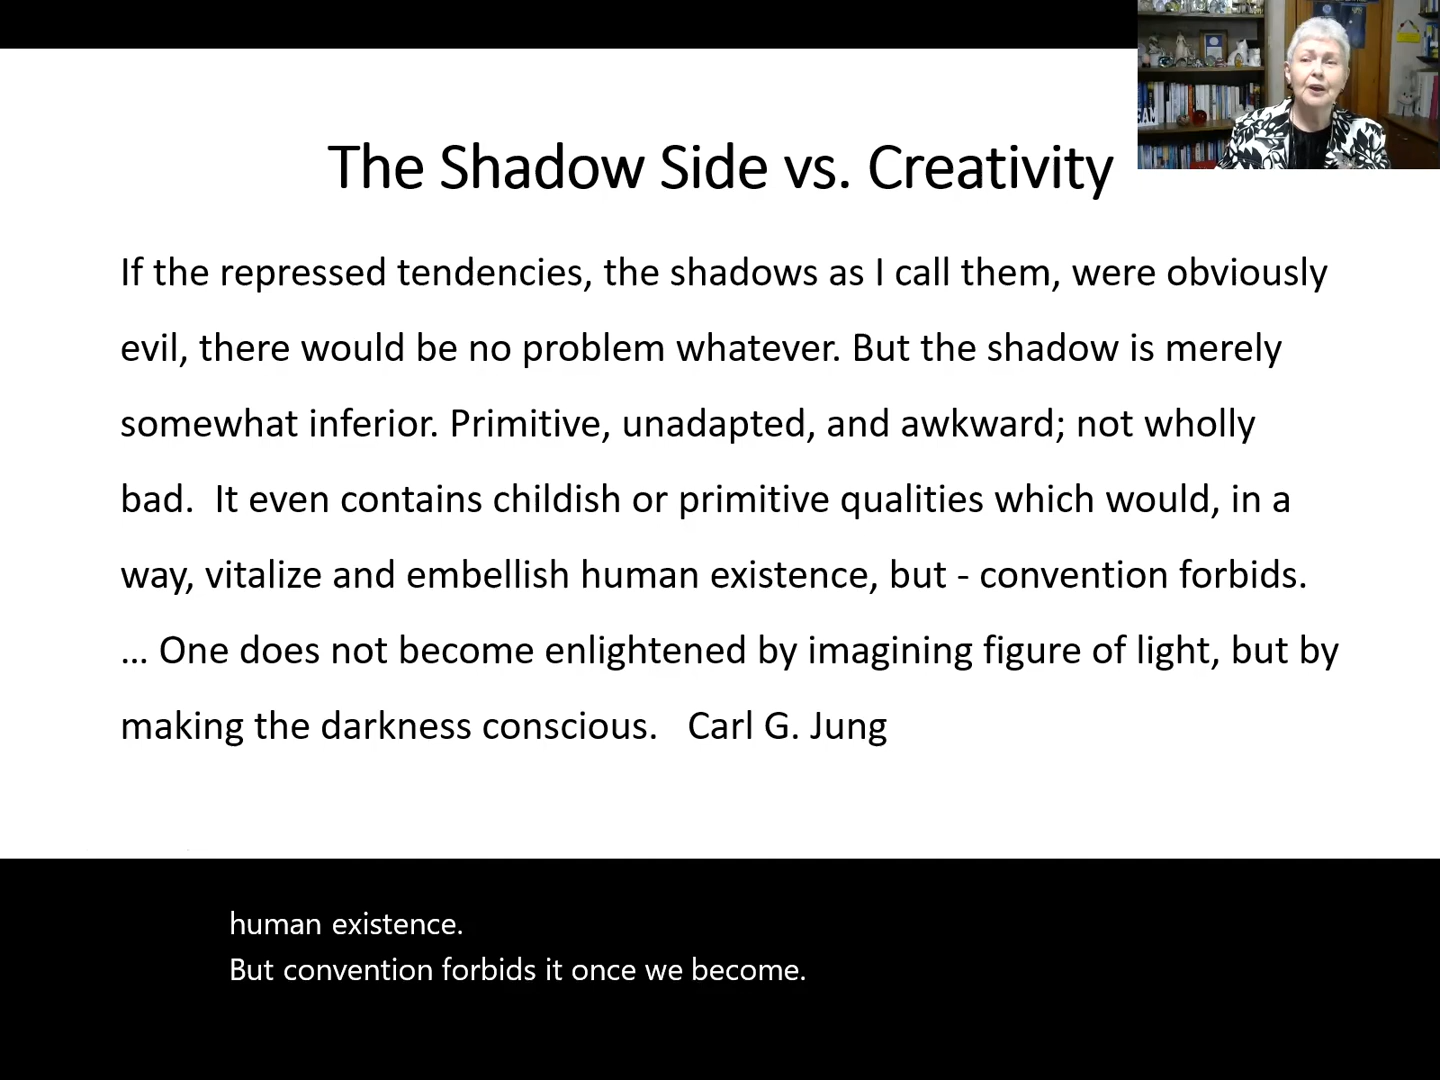 The Shadow Side vs. Creativity
If the repressed tendencies, the shadows as I call them, were obviously
evil, there would be no problem whatever. But the shadow is merely
somewhat inferior. Primitive, unadapted, and awkward; not wholly
bad.  It even contains childish or primitive qualities which would, in a
way, vitalize and embellish human existence, but - convention forbids.
... One does not become enlightened by imagining figure of light, but by
making the darkness conscious.   Carl G. Jung
human existence.
But convention forbids it once we become.